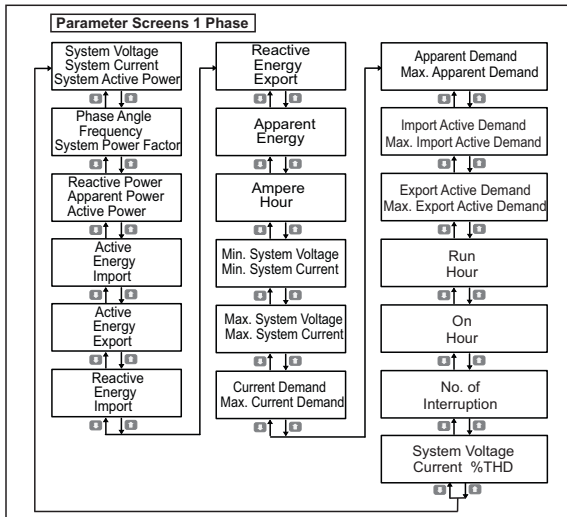 Parameter Screens 1 Phase
System Voltage
System Current
System Active Power
Phase Angle
Frequency
System Power Factor
Reactive Power
Apparent Power
Active Power
Active
Energy
Import
Active
Energy
Export
Reactive
Energy
Import
Reactive
Energy
Export
Apparent
Energy
Ampere
Hour
Min. System Voltage
Min. System Current
Max. System Voltage
Max. System Current
Current Demand
Max. Current Demand
Apparent Demand
Max. Apparent Demand
Import Active Demand
Max. Import Active Demand
Export Active Demand
Max. Export Active Demand
Run
Hour
On
Hour
No. of
Interruption
System Voltage
Current %THD